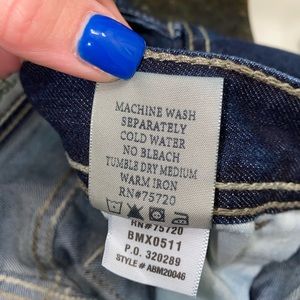 MACHINE WASH
SEPARATELY
COLD WATER
NO BLEACH
TUMBLE DRY MEDIUM
WARM IRON
RN#75720
RN#75720
BMX0511
P.O. 320289
STYLE # ABM20046